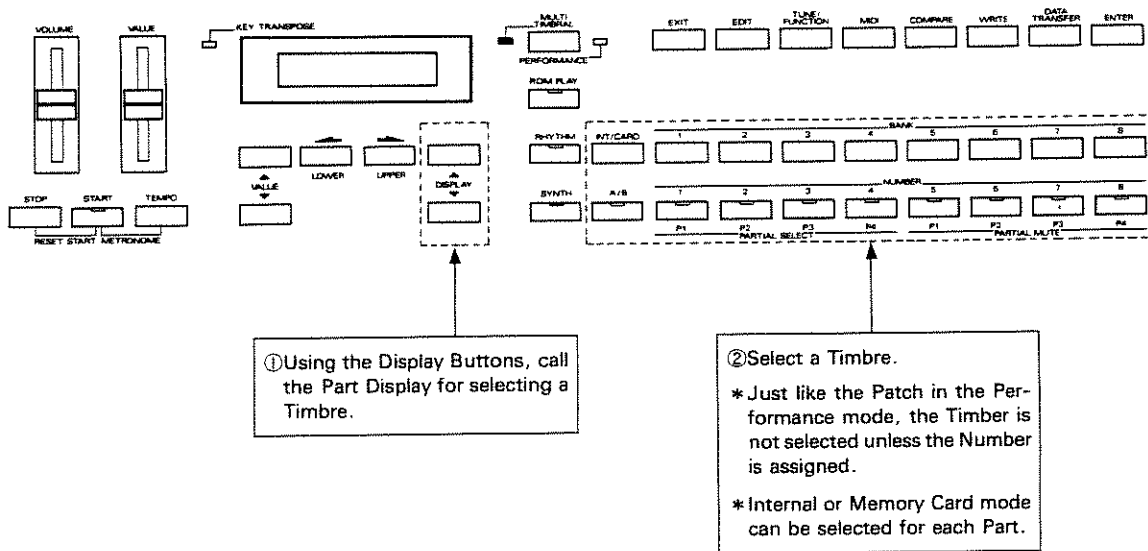 VOLUME
VALUE
KEY TRANSPOSE
MULTI
TIMBRAL
PERFORMANCE
EXIT
EDIT
TUNE/
FUNCTION
MIDI
COMPARE
WRITE
DATA
TRANSFER
ENTER
ROM PLAY
RHYTHM
INT/CARD
BANK
1 2 3 4 5 6 7 8
VALUE
LOWER
UPPER
DISPLAY
STOP
START
TEMPO
RESET START
METRONOME
SYNTH
A/B
NUMBER
1 2 3 4 5 6 7 8
P1 P2 P3 P4 P1 P2 P3 P4
PARTIAL SELECT
PARTIAL MUTE
①Using the Display Buttons, call
the Part Display for selecting a
Timbre.
②Select a Timbre.
* Just like the Patch in the Per-
formance mode, the Timber is
not selected unless the Number
is assigned.
* Internal or Memory Card mode
can be selected for each Part.